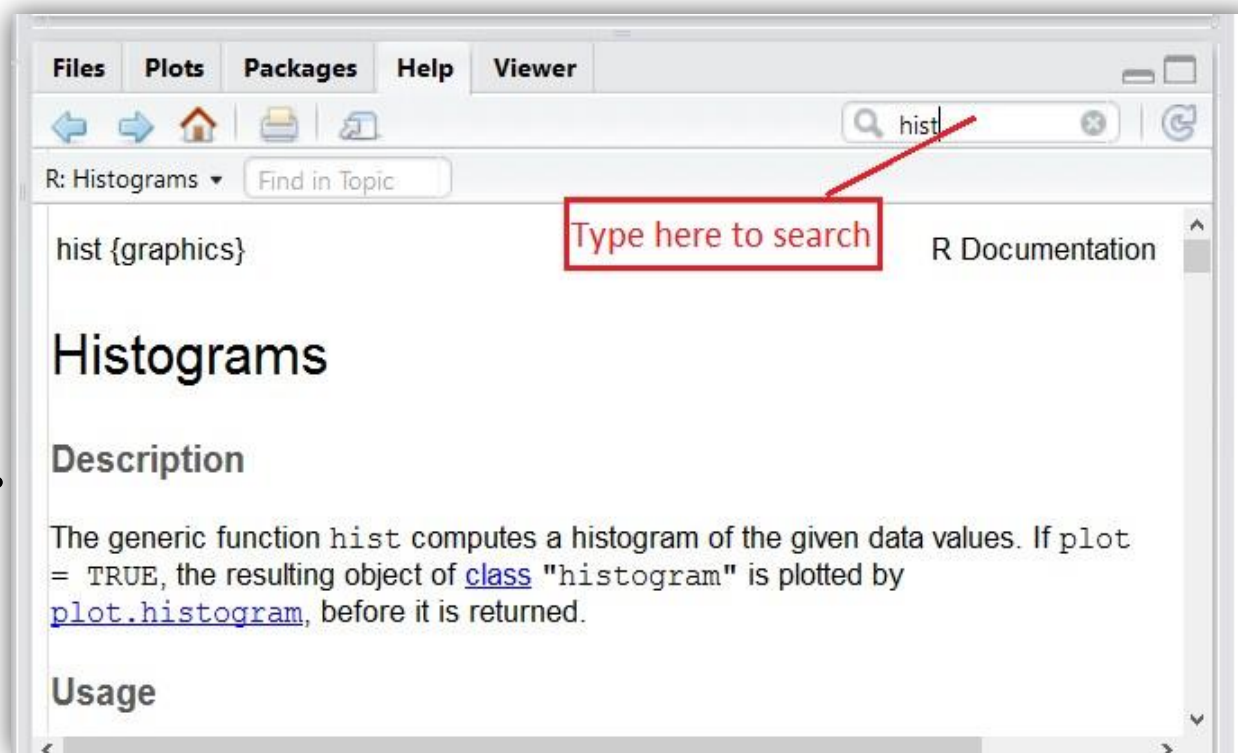 Files Plots Packages Help Viewer
hist
R: Histograms Find in Topic
Type here to search
hist {graphics} R Documentation
Histograms
Description
The generic function hist computes a histogram of the given data values. If plot
= TRUE, the resulting object of class "histogram" is plotted by
plot.histogram, before it is returned.
Usage